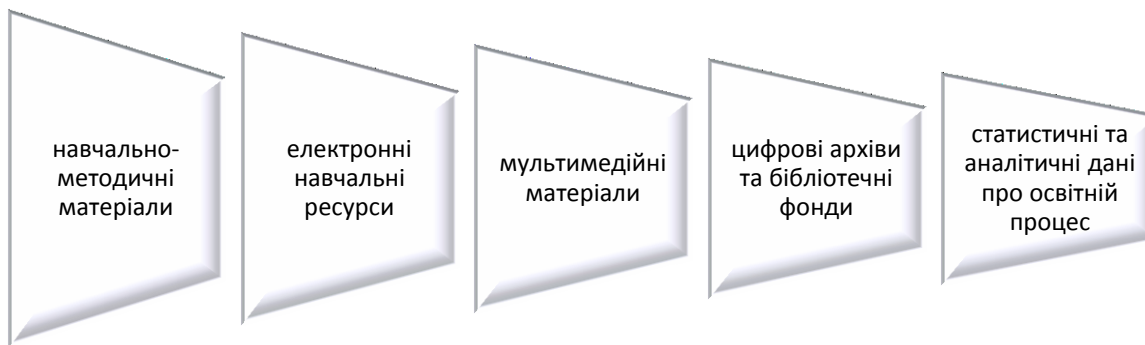 навчально-
методичні
матеріали
електронні
навчальні
ресурси
мультимедійні
матеріали
цифрові архіви
та бібліотечні
фонди
статистичні та
аналітичні дані
про освітній
процес